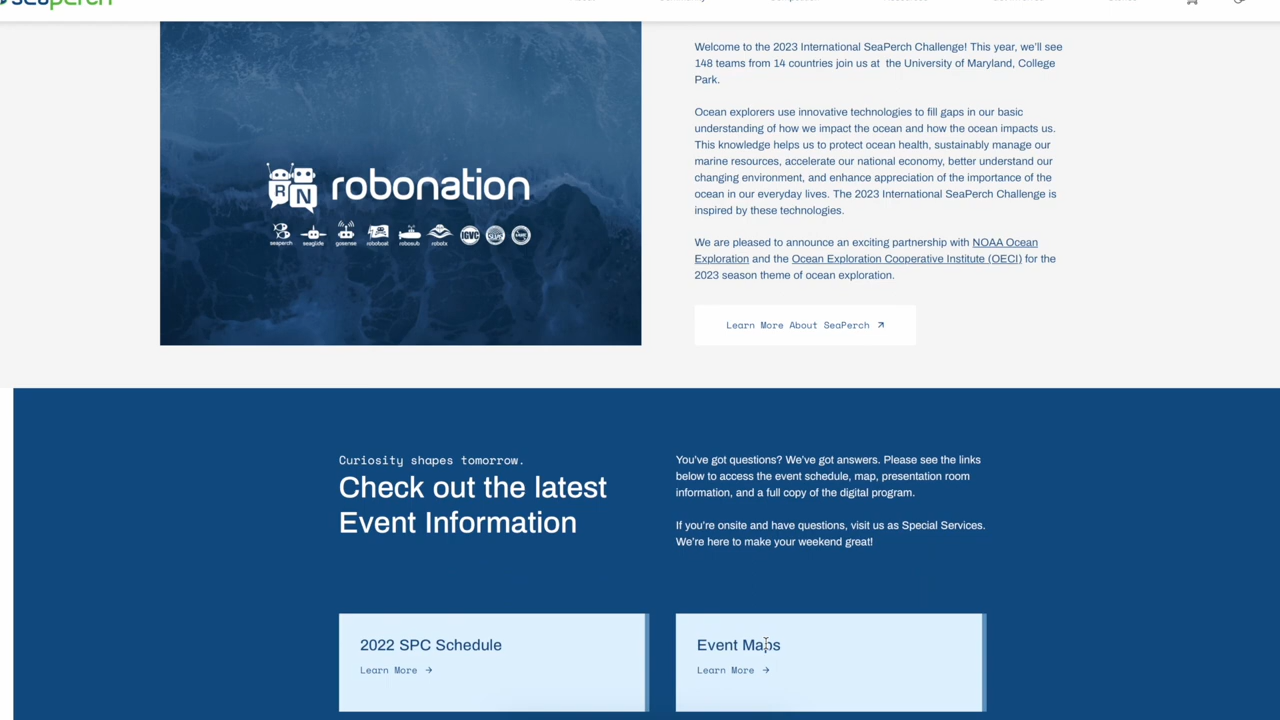 seaperch
Welcome to the 2023 International SeaPerch Challenge! This year, we'll see
148 teams from 14 countries join us at the University of Maryland, College
Park.
Ocean explorers use innovative technologies to fill gaps in our basic
understanding of how we impact the ocean and how the ocean impacts us.
This knowledge helps us to protect ocean health, sustainably manage our
marine resources, accelerate our national economy, better understand our
changing environment, and enhance appreciation of the importance of the
ocean in our everyday lives. The 2023 International SeaPerch Challenge is
inspired by these technologies.
We are pleased to announce an exciting partnership with NOAA Ocean
Exploration and the Ocean Exploration Cooperative Institute (OECI) for the
2023 season theme of ocean exploration.
Learn More About SeaPerch
RN robonation
seaperch seaglide roboboat robosub robotx IGVC
Curiosity shapes tomorrow.
Check out the latest
Event Information
You've got questions? We've got answers. Please see the links
below to access the event schedule, map, presentation room
information, and a full copy of the digital program.
If you're onsite and have questions, visit us as Special Services.
We're here to make your weekend great!
2022 SPC Schedule
Learn More →
Event Maps
Learn More →